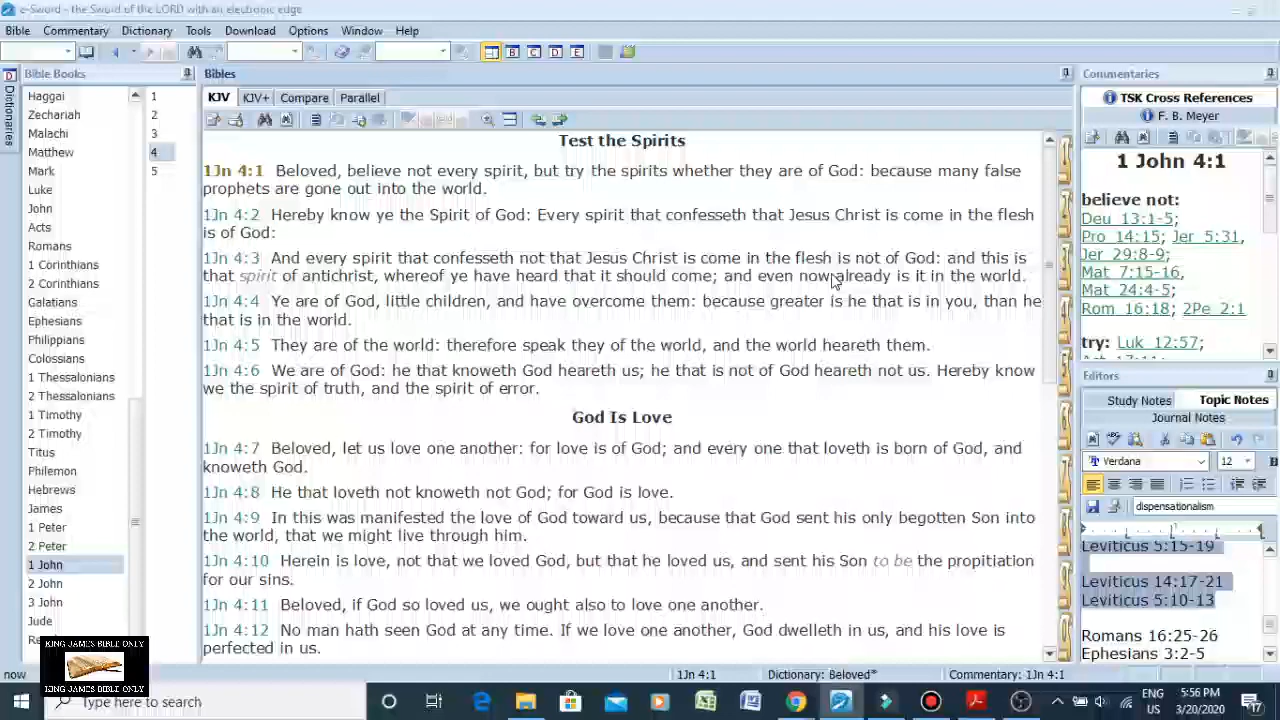 e-Sword - the Sword of the LORD with an electronic edge
Bible Commentary Dictionary Tools Download Options Window Help
B C D E
Dictionaries
Bible Books
Haggai
Zechariah
Malachi
Matthew
Mark
Luke
John
Acts
Romans
1 Corinthians
2 Corinthians
Galatians
Ephesians
Philippians
Colossians
1 Thessalonians
2 Thessalonians
1 Timothy
2 Timothy
Titus
Philemon
Hebrews
James
1 Peter
2 Peter
1 John
2 John
3 John
Jude
1
2
3
4
5
Bibles
KJV KJV+ Compare Parallel
Test the Spirits
1Jn 4:1 Beloved, believe not every spirit, but try the spirits whether they are of God: because many false
prophets are gone out into the world.
1Jn 4:2 Hereby know ye the Spirit of God: Every spirit that confesseth that Jesus Christ is come in the flesh
is of God:
1Jn 4:3 And every spirit that confesseth not that Jesus Christ is come in the flesh is not of God: and this is
that spirit of antichrist, whereof ye have heard that it should come; and even now already is it in the world.
1Jn 4:4 Ye are of God, little children, and have overcome them: because greater is he that is in you, than he
that is in the world.
1Jn 4:5 They are of the world: therefore speak they of the world, and the world heareth them.
1Jn 4:6 We are of God: he that knoweth God heareth us; he that is not of God heareth not us. Hereby know
we the spirit of truth, and the spirit of error.
God Is Love
1Jn 4:7 Beloved, let us love one another: for love is of God; and every one that loveth is born of God, and
knoweth God.
1Jn 4:8 He that loveth not knoweth not God; for God is love.
1Jn 4:9 In this was manifested the love of God toward us, because that God sent his only begotten Son into
the world, that we might live through him.
1Jn 4:10 Herein is love, not that we loved God, but that he loved us, and sent his Son to be the propitiation
for our sins.
1Jn 4:11 Beloved, if God so loved us, we ought also to love one another.
1Jn 4:12 No man hath seen God at any time. If we love one another, God dwelleth in us, and his love is
perfected in us.
Commentaries
TSK Cross References
F. B. Meyer
1 John 4:1
believe not:
Deu 13:1-5;
Pro 14:15; Jer 5:31,
Jer 29:8-9;
Mat 7:15-16,
Mat 24:4-5;
Rom 16:18; 2Pe 2:1
try: Luk 12:57;
Editors
Study Notes Topic Notes
Journal Notes
Verdana 12
dispensationalism
Leviticus 5:15-19
Leviticus 14:17-21
Leviticus 5:10-13
Romans 16:25-26
Ephesians 3:2-5
KING JAMES BIBLE ONLY
KING JAMES BIBLE ONLY
now
1Jn 4:1 Dictionary: Beloved* Commentary: 1Jn 4:1
Type here to search
ENG
US
5:56 PM
3/20/2020
17